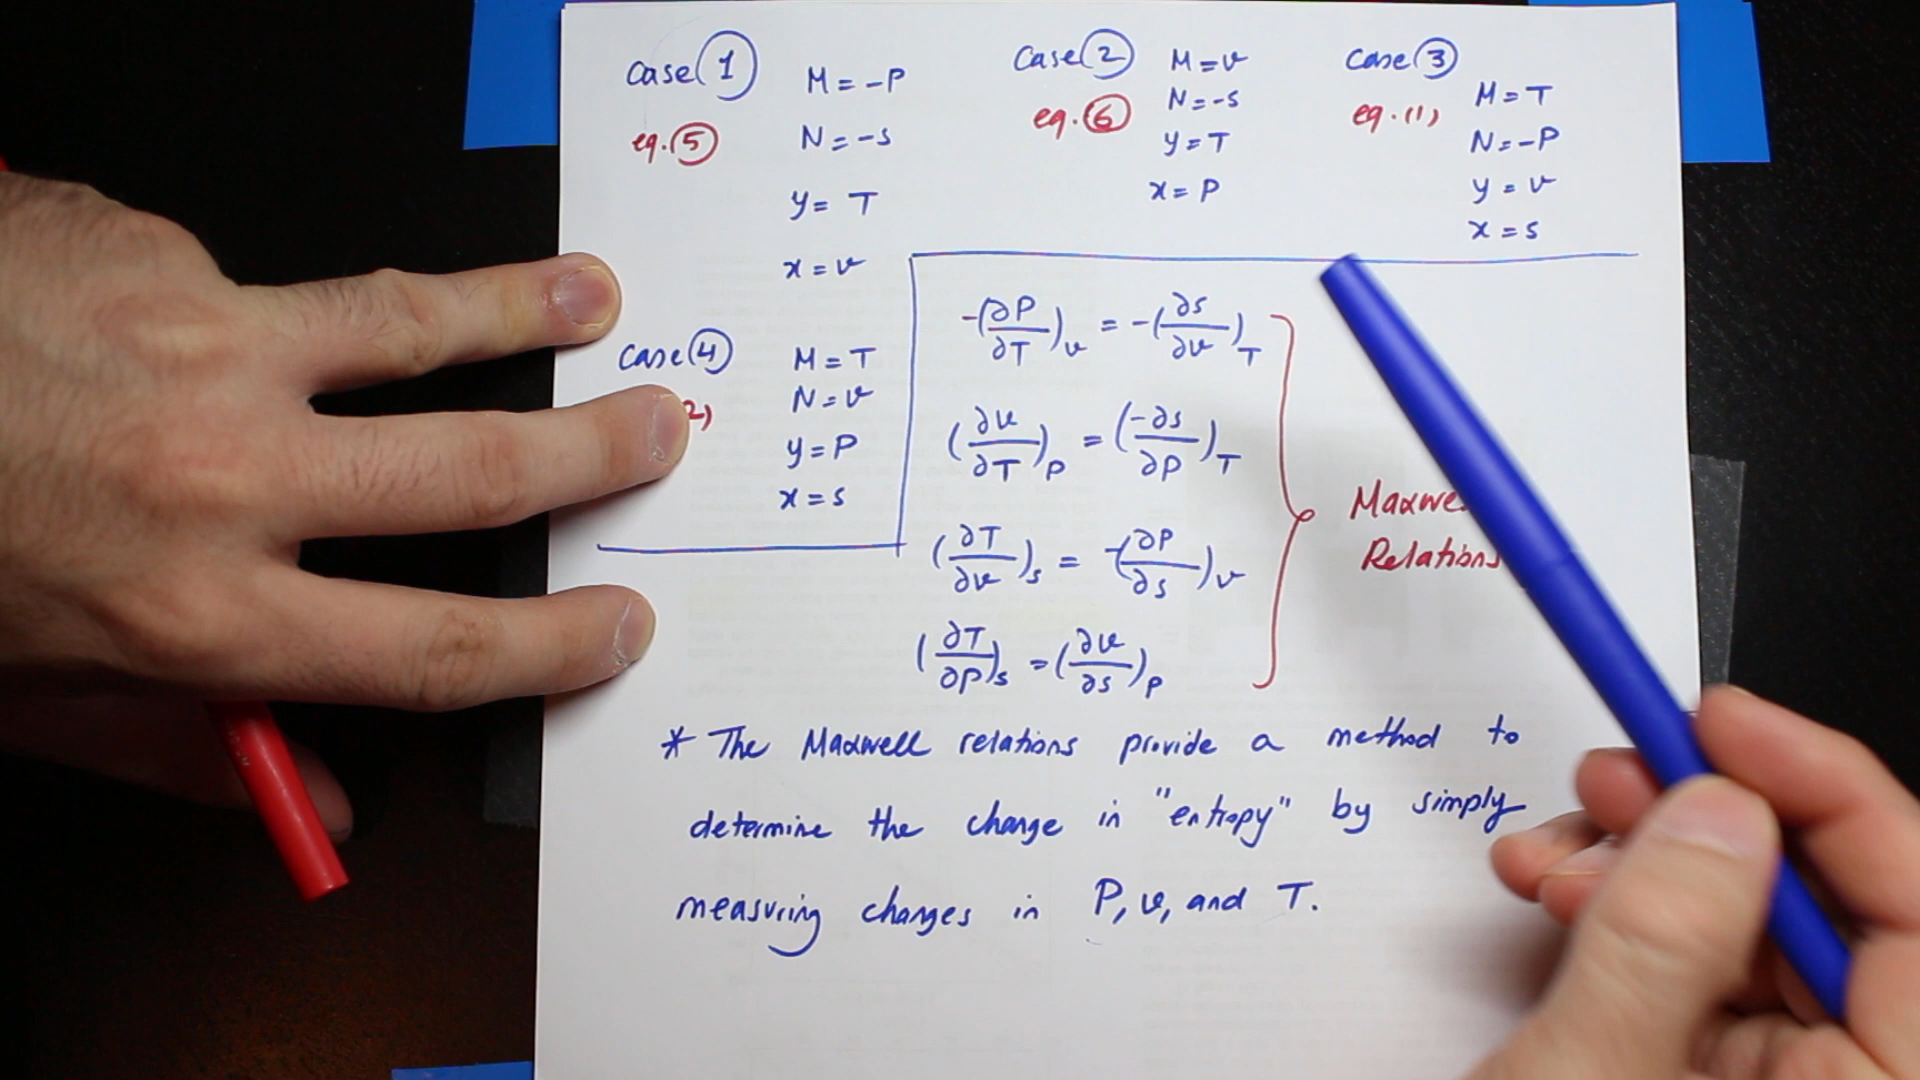 Case 1 M = -P
eq. 5 N = -s
y = T
x = v
Case 2 M = v
eq. 6 N = -s
y = T
x = P
Case 3
eq. (1) M = T
N = -P
y = v
x = s
Case 4 M = T
2) N = v
y = P
x = s
-(∂P/∂T)v = -(∂s/∂v)T
(∂v/∂T)P = (-∂s/∂P)T
(∂T/∂v)s = -(∂P/∂s)v
(∂T/∂P)s = (∂v/∂s)P
Relations
* The Maxwell relations provide a method to
determine the change in "entropy" by simply
measuring changes in P, v, and T.